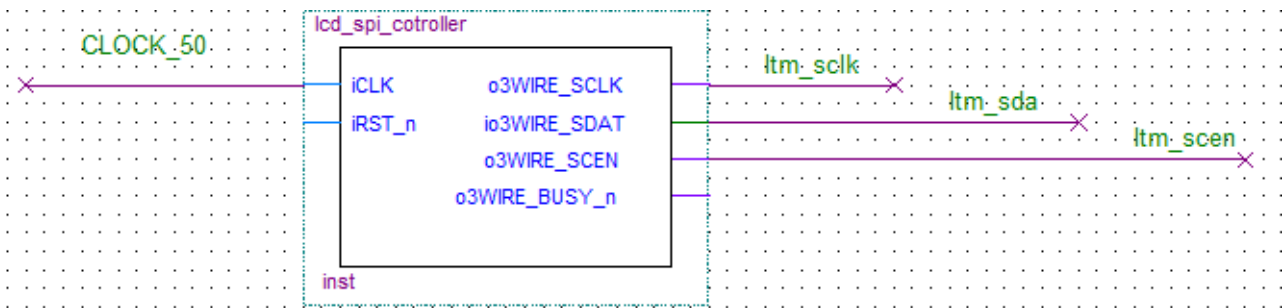 lcd_spi_cotroller
CLOCK_50
ltm_sclk
iCLK o3WIRE_SCLK
ltm_sda
iRST_n io3WIRE_SDAT
ltm_scen
o3WIRE_SCEN
o3WIRE_BUSY_n
inst